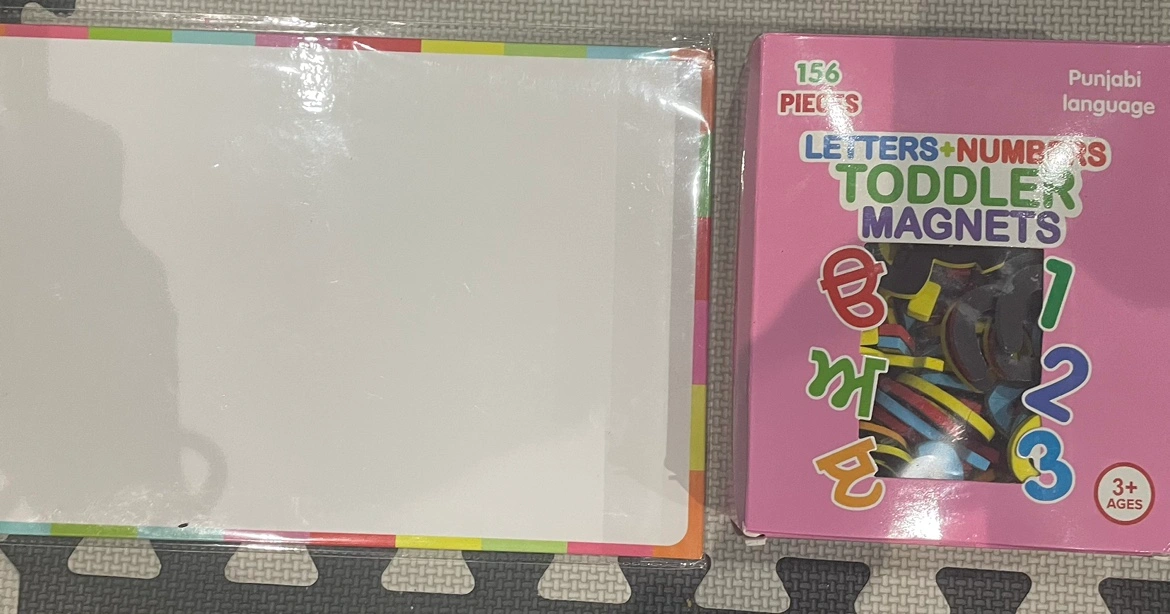 156
PIECES
Punjabi
language
LETTERS+NUMBERS
TODDLER
MAGNETS
ੳ
1
ਅ
2
ੲ
3
3+
AGES